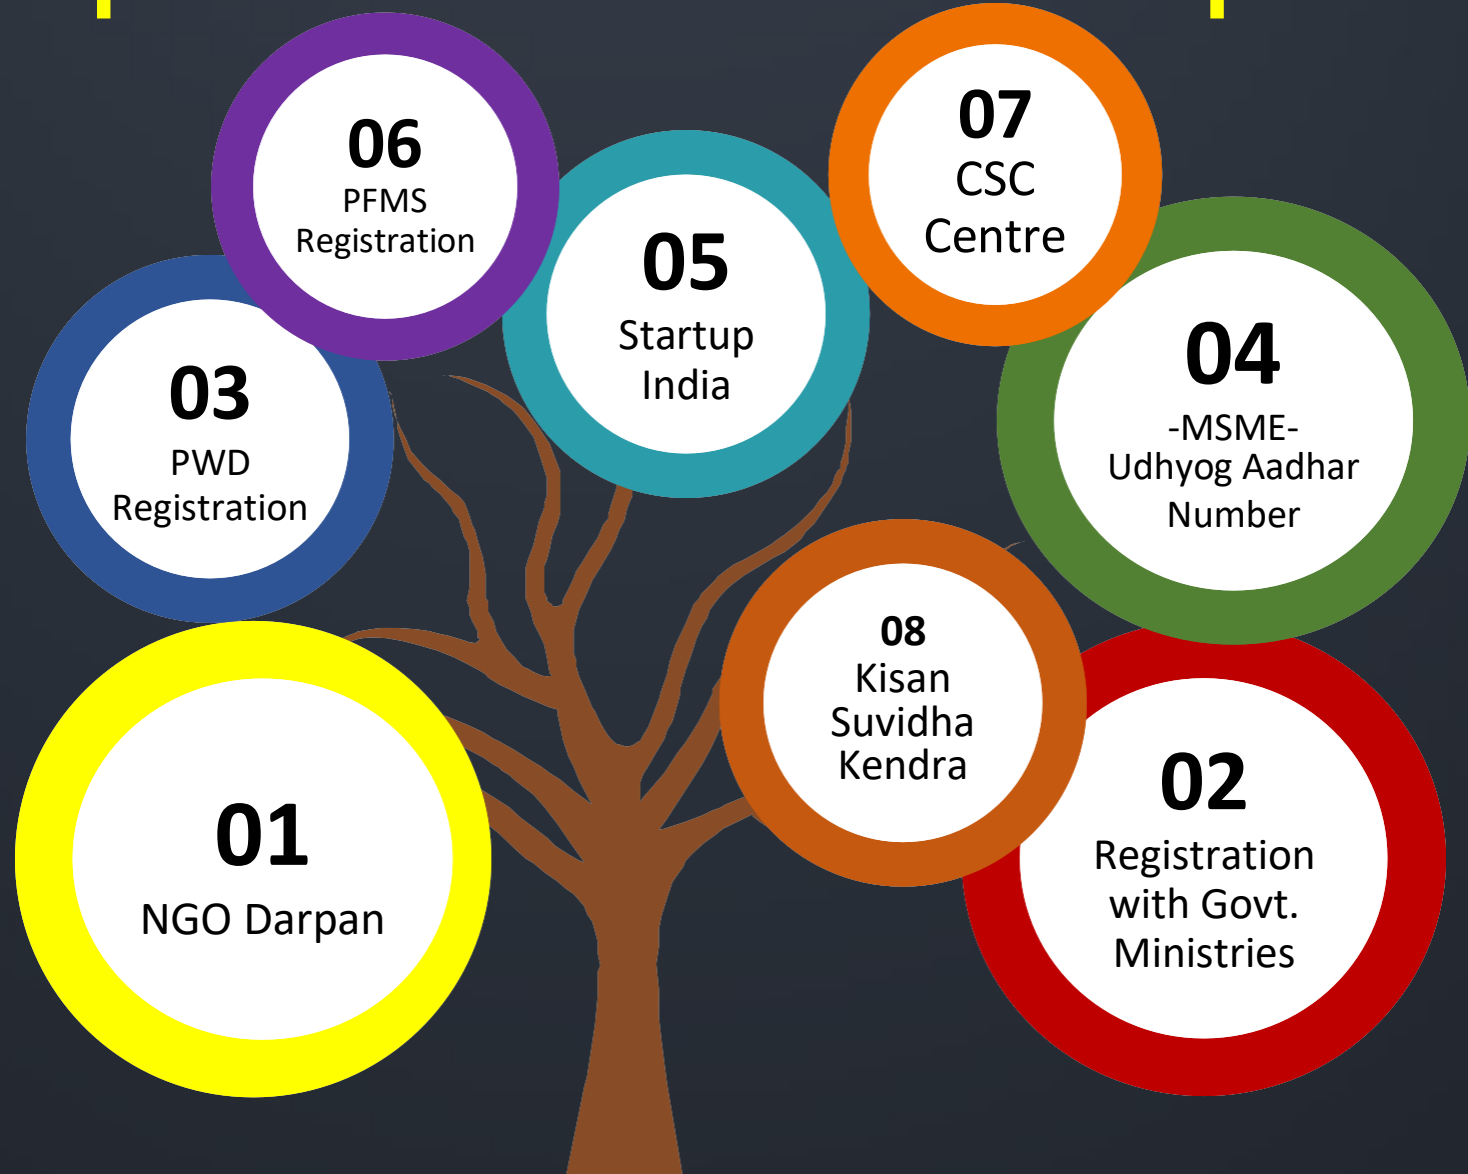 06
PFMS
Registration
07
CSC
Centre
05
Startup
India
03
PWD
Registration
04
-MSME-
Udhyog Aadhar
Number
08
Kisan
Suvidha
Kendra
01
NGO Darpan
02
Registration
with Govt.
Ministries